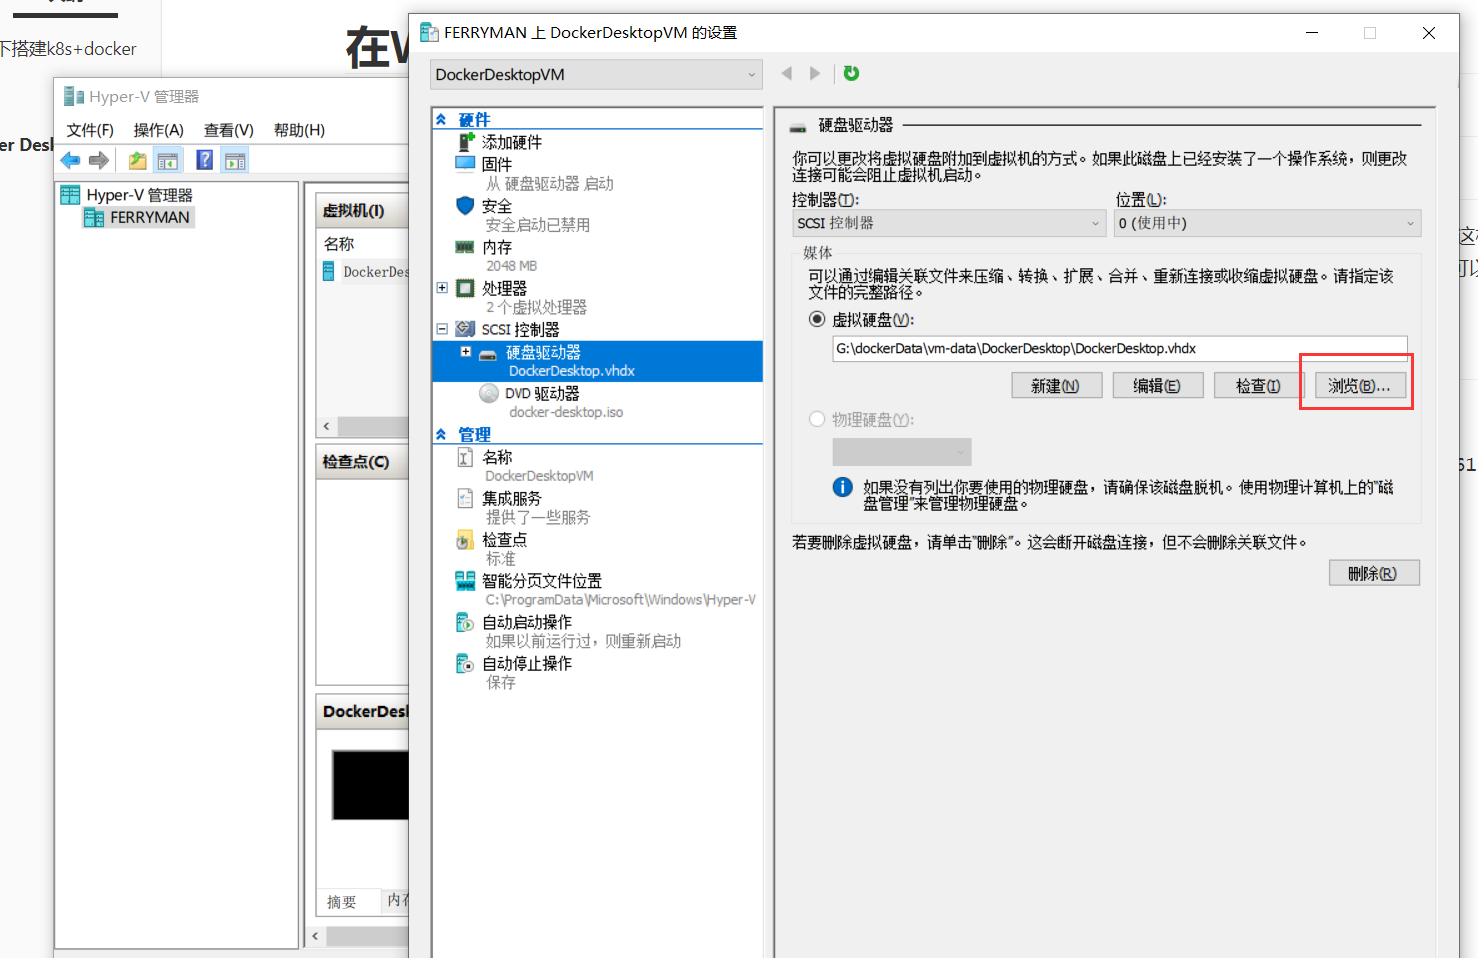 下搭建k8s+docker
在W
er Desk
Hyper-V 管理器
文件(F) 操作(A) 查看(V) 帮助(H)
Hyper-V 管理器
FERRYMAN
虚拟机(I)
名称
DockerDes
检查点(C)
DockerDesk
摘要
内存
FERRYMAN 上 DockerDesktopVM 的设置
DockerDesktopVM
硬件
添加硬件
固件
从 硬盘驱动器 启动
安全
安全启动已禁用
内存
2048 MB
处理器
2 个虚拟处理器
SCSI 控制器
硬盘驱动器
DockerDesktop.vhdx
DVD 驱动器
docker-desktop.iso
管理
名称
DockerDesktopVM
集成服务
提供了一些服务
检查点
标准
智能分页文件位置
C:\ProgramData\Microsoft\Windows\Hyper-V
自动启动操作
如果以前运行过，则重新启动
自动停止操作
保存
硬盘驱动器
你可以更改将虚拟硬盘附加到虚拟机的方式。如果此磁盘上已经安装了一个操作系统，则更改
连接可能会阻止虚拟机启动。
控制器(T): 位置(L):
SCSI 控制器 0 (使用中)
媒体
可以通过编辑关联文件来压缩、转换、扩展、合并、重新连接或收缩虚拟硬盘。请指定该
文件的完整路径。
虚拟硬盘(V):
G:\dockerData\vm-data\DockerDesktop\DockerDesktop.vhdx
新建(N) 编辑(E) 检查(I) 浏览(B)...
物理硬盘(Y):
如果没有列出你要使用的物理硬盘，请确保该磁盘脱机。使用物理计算机上的"磁
盘管理"来管理物理硬盘。
若要删除虚拟硬盘，请单击"删除"。这会断开磁盘连接，但不会删除关联文件。
删除(R)
这
可以
61